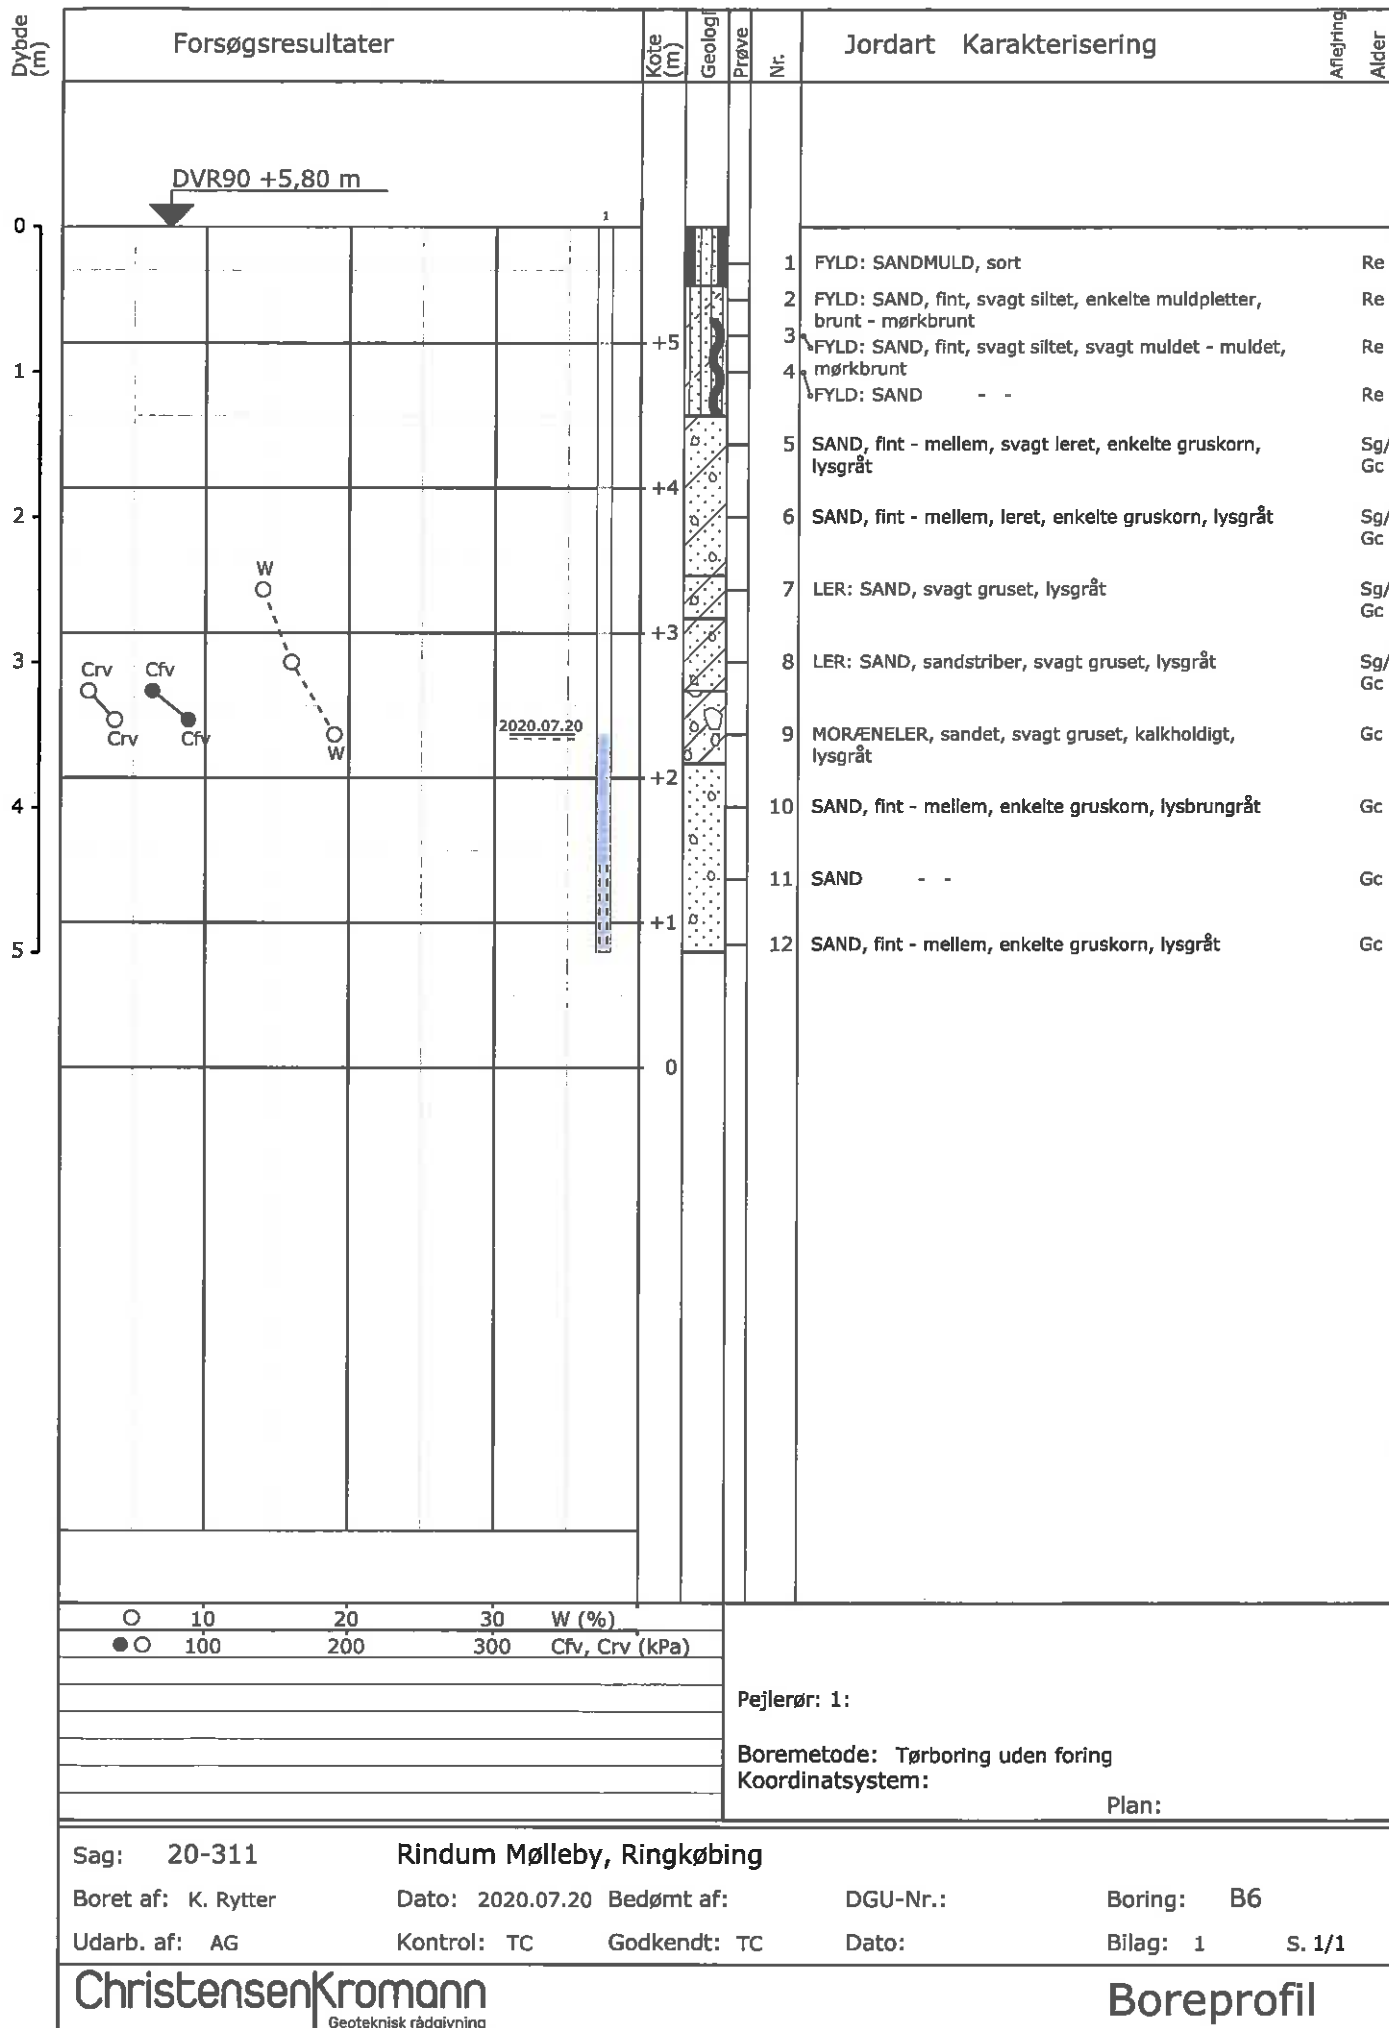 Dybde (m)
Forsøgsresultater
Kote (m)
Geologi
Prøve
Nr.
Jordart Karakterisering
Aflejring
Alder
DVR90 +5,80 m
1
0
1
2
3
4
5
+5
+4
+3
+2
+1
0
W
W
Crv
Cfv
Crv
Cfv
2020.07.20
1 FYLD: SANDMULD, sort Re
2 FYLD: SAND, fint, svagt siltet, enkelte muldpletter, Re
brunt - mørkbrunt
3 FYLD: SAND, fint, svagt siltet, svagt muldet - muldet, Re
mørkbrunt
4 FYLD: SAND - - Re
5 SAND, fint - mellem, svagt leret, enkelte gruskorn, Sg/
lysgråt Gc
6 SAND, fint - mellem, leret, enkelte gruskorn, lysgråt Sg/
Gc
7 LER: SAND, svagt gruset, lysgråt Sg/
Gc
8 LER: SAND, sandstriber, svagt gruset, lysgråt Sg/
Gc
9 MORÆNELER, sandet, svagt gruset, kalkholdigt, Gc
lysgråt
10 SAND, fint - mellem, enkelte gruskorn, lysbrungråt Gc
11 SAND - - Gc
12 SAND, fint - mellem, enkelte gruskorn, lysgråt Gc
10 20 30 W (%)
100 200 300 Cfv, Crv (kPa)
Pejlerør: 1:
Boremetode: Tørboring uden foring
Koordinatsystem:
Plan:
Sag: 20-311 Rindum Mølleby, Ringkøbing
Boret af: K. Rytter Dato: 2020.07.20 Bedømt af: DGU-Nr.: Boring: B6
Udarb. af: AG Kontrol: TC Godkendt: TC Dato: Bilag: 1 S. 1/1
ChristensenKromann
Geoteknisk rådgivning
Boreprofil